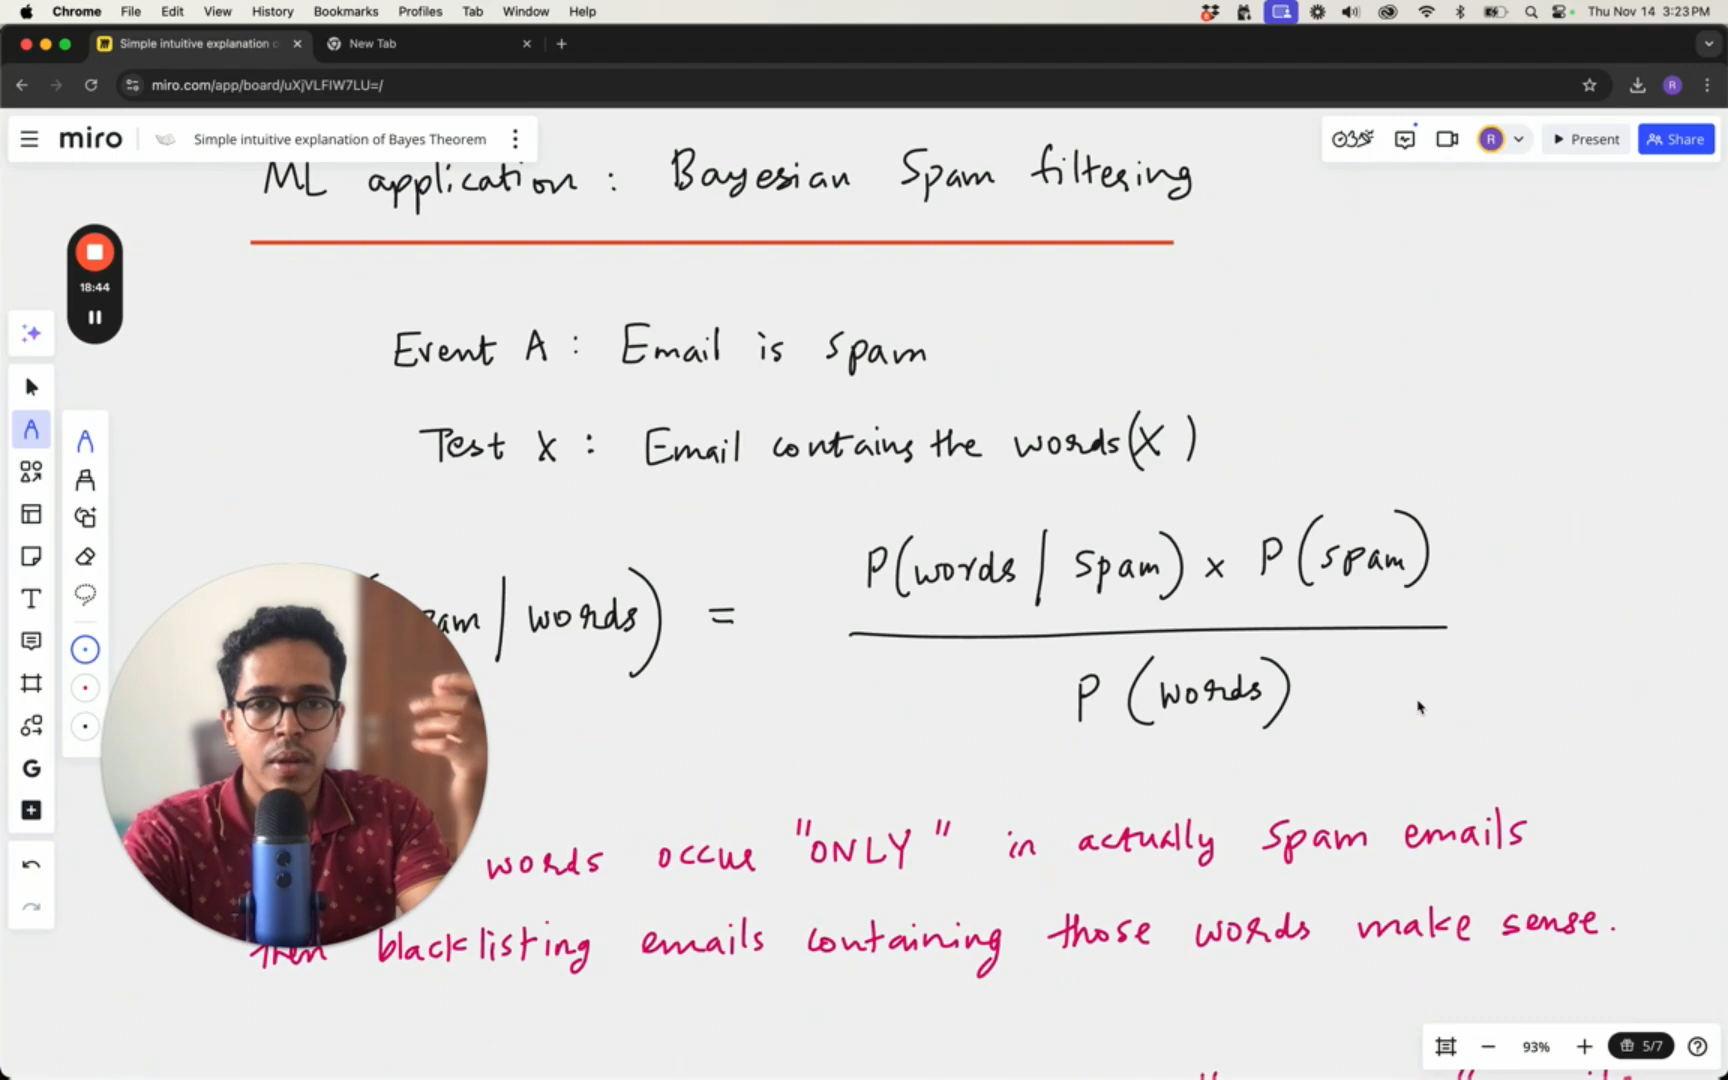 Chrome File Edit View History Bookmarks Profiles Tab Window Help Thu Nov 14 3:23 PM
Simple intuitive explanation o New Tab
miro.com/app/board/uXjVLFIW7LU=/ R
miro Simple intuitive explanation of Bayes Theorem R Present Share
ML application : Bayesian Spam filtering
18:44
Event A : Email is spam
Test X : Email contains the words (X)
am | words) = P(words | spam) x P(spam)
P(words)
words occur "ONLY" in actually spam emails
Then blacklisting emails containing those words make sense.
93% 5/7